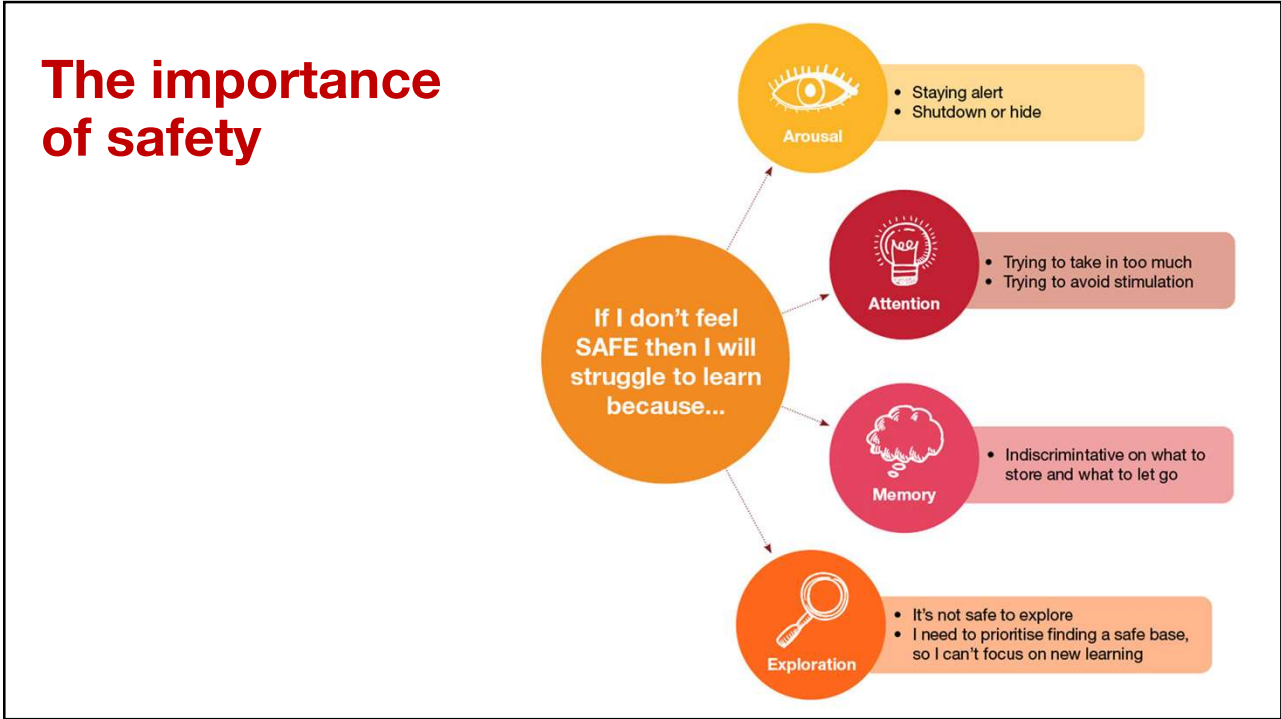 The importance
of safety
Arousal
• Staying alert
• Shutdown or hide
Attention
• Trying to take in too much
• Trying to avoid stimulation
If I don’t feel
SAFE then I will
struggle to learn
because...
Memory
• Indiscrimintative on what to
store and what to let go
Exploration
• It’s not safe to explore
• I need to prioritise finding a safe base,
so I can’t focus on new learning